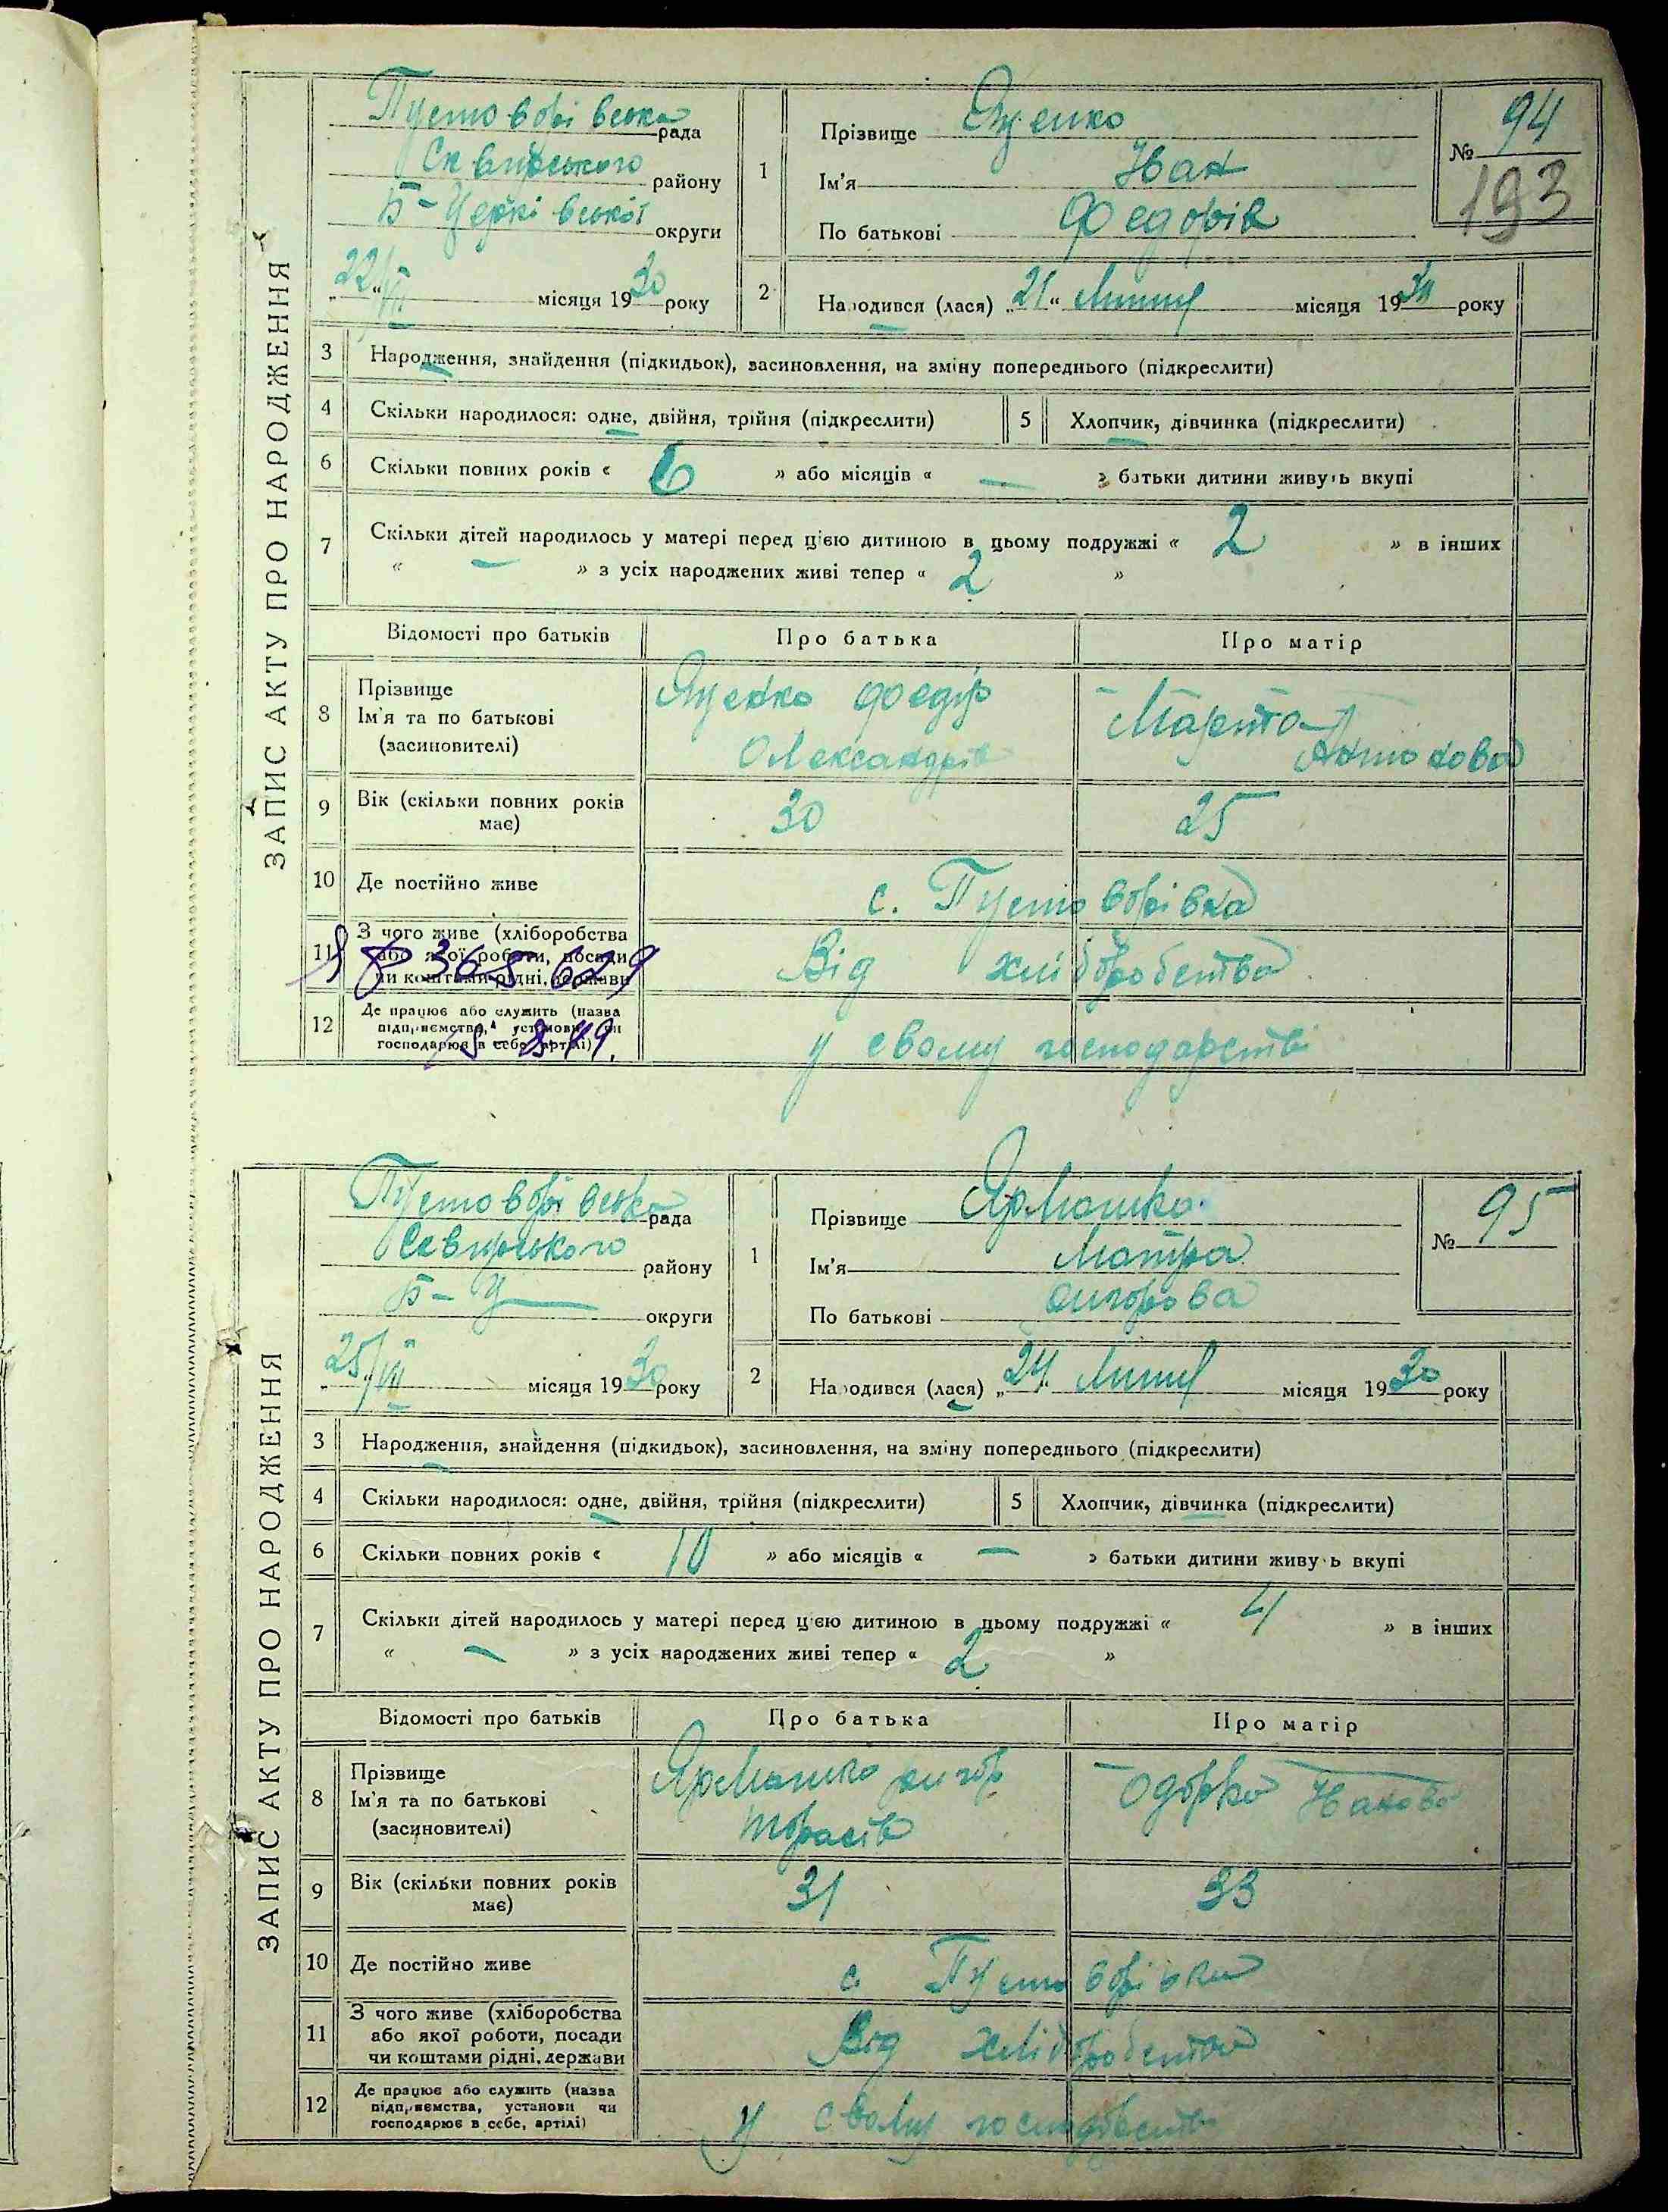 ЗАПИС АКТУ ПРО НАРОДЖЕННЯ
Пустоварівська рада
Сквирського району
Б-Церківської округи
„22/VII“ місяця 1930 року
1 Прізвище Яценко
Ім'я Іван
По батькові Федорів
№ 94
193
2 Народився (лася) „21“ Липня місяця 1930 року
3 Народження, знайдення (підкидьок), засиновлення, на зміну попереднього (підкреслити)
4 Скільки народилося: одне, двійня, трійня (підкреслити)
5 Хлопчик, дівчинка (підкреслити)
6 Скільки повних років « 6 » або місяців « — » батьки дитини живуть вкупі
7 Скільки дітей народилось у матері перед цією дитиною в цьому подружжі « 2 » в інших
« — » з усіх народжених живі тепер « 2 »
Відомості про батьків Про батька Про матір
8 Прізвище
Ім'я та по батькові
(засиновителі)
Яценко Федір
Олександрів
Марта
Антонова
9 Вік (скільки повних років
має)
30 25
10 Де постійно живе с. Пустоварівка
11 З чого живе (хліборобства
або якої роботи, посади
чи коштами рідні, держави
Від хліборобства
368629
12 Де працює або служить (назва
підприємства, установи чи
господарює в себе, артілі)
у свому господарстві
ЗАПИС АКТУ ПРО НАРОДЖЕННЯ
Пустоварівська рада
Сквирського району
Б-Ц округи
„25/VII“ місяця 1930 року
1 Прізвище Ярмашко
Ім'я Мотра
По батькові
№ 95
2 Народився (лася) „24“ Липня місяця 1930 року
3 Народження, знайдення (підкидьок), засиновлення, на зміну попереднього (підкреслити)
4 Скільки народилося: одне, двійня, трійня (підкреслити)
5 Хлопчик, дівчинка (підкреслити)
6 Скільки повних років « 10 » або місяців « — » батьки дитини живуть вкупі
7 Скільки дітей народилось у матері перед цією дитиною в цьому подружжі « 4 » в інших
« — » з усіх народжених живі тепер « 2 »
Відомості про батьків Про батька Про матір
8 Прізвище
Ім'я та по батькові
(засиновителі)
Ярмашко
Тарасів
Одарка
9 Вік (скільки повних років
має)
31 33
10 Де постійно живе с. Пустоварівка
11 З чого живе (хліборобства
або якої роботи, посади
чи коштами рідні, держави
Від хліборобства
12 Де працює або служить (назва
підприємства, установи чи
господарює в себе, артілі)
У свому господарстві